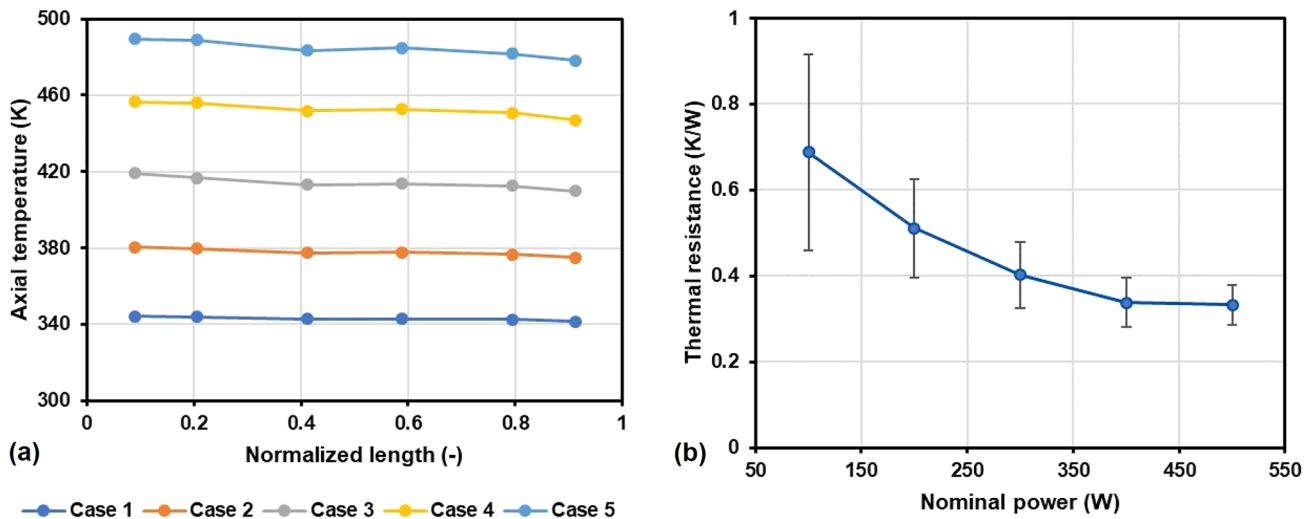 500
460
420
380
340
300
Axial temperature (K)
0
0.2
0.4
0.6
0.8
1
Normalized length (-)
(a)
Case 1
Case 2
Case 3
Case 4
Case 5
1
0.8
0.6
0.4
0.2
0
Thermal resistance (K/W)
50
150
250
350
450
550
Nominal power (W)
(b)